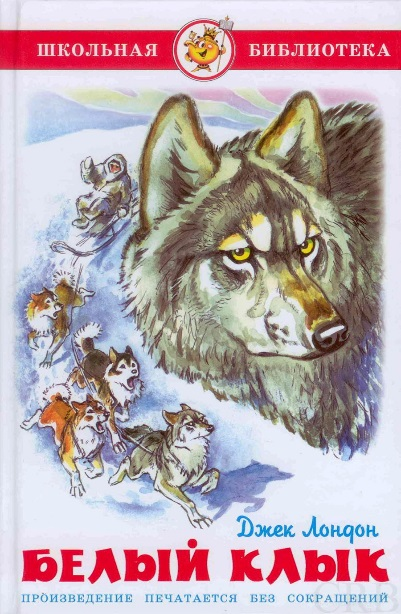 ШКОЛЬНАЯ БИБЛИОТЕКА
Джек Лондон
БЕЛЫЙ КЛЫК
ПРОИЗВЕДЕНИЕ ПЕЧАТАЕТСЯ БЕЗ СОКРАЩЕНИЙ